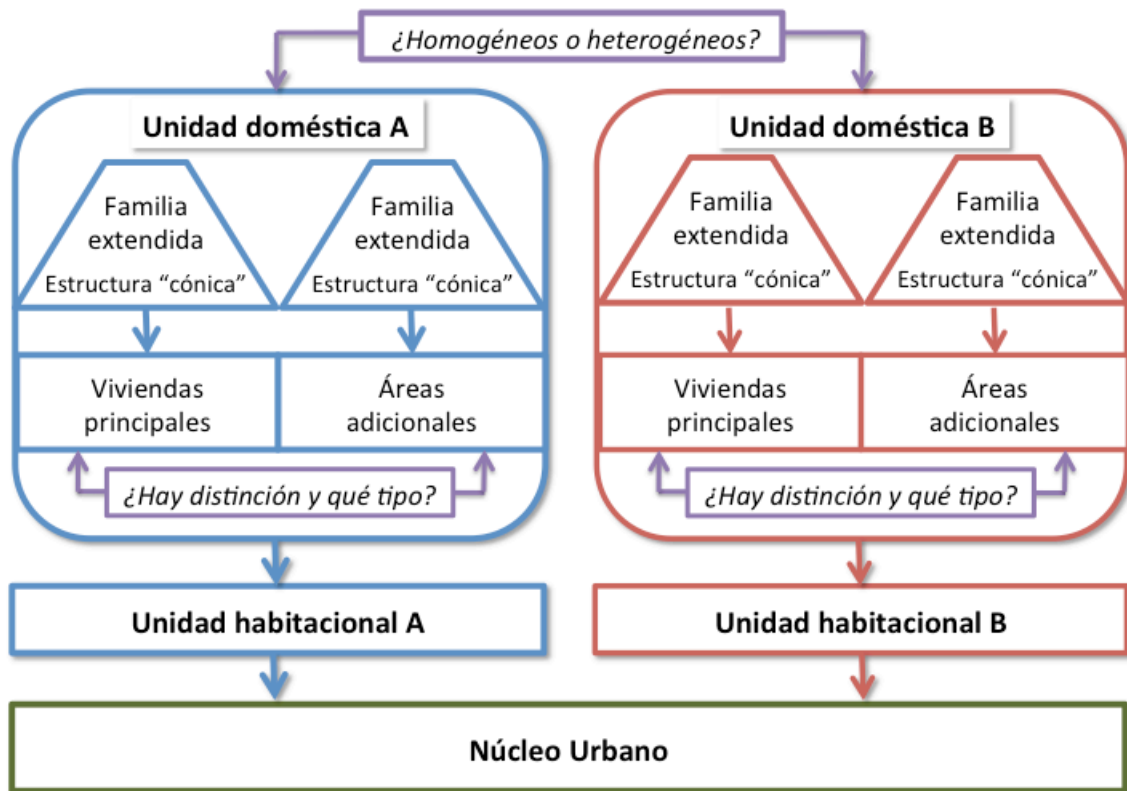 ¿Homogéneos o heterogéneos?
Unidad doméstica A
Familia
extendida
Estructura “cónica”
Familia
extendida
Estructura “cónica”
Viviendas
principales
Áreas
adicionales
¿Hay distinción y qué tipo?
Unidad habitacional A
Unidad doméstica B
Familia
extendida
Estructura “cónica”
Familia
extendida
Estructura “cónica”
Viviendas
principales
Áreas
adicionales
¿Hay distinción y qué tipo?
Unidad habitacional B
Núcleo Urbano